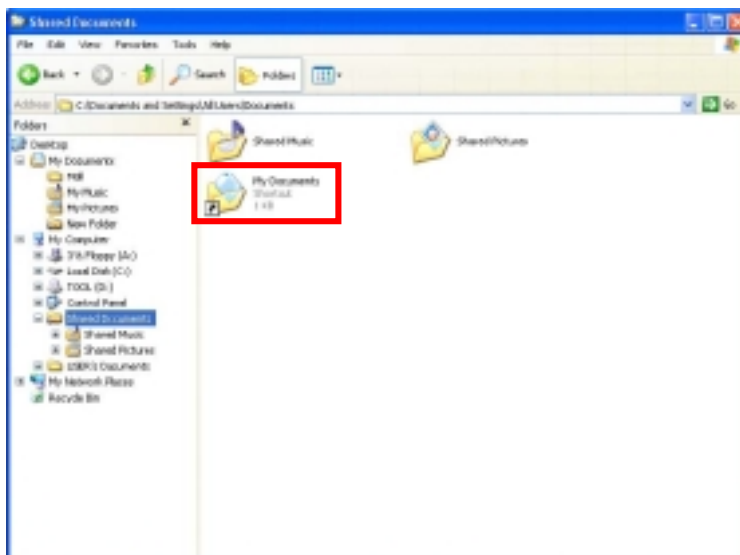 Shared Documents
File Edit View Favorites Tools Help
Back Search Folders
Address C:\Documents and Settings\All Users\Documents Go
Folders
Desktop
My Documents
Mail
My Music
My Pictures
New Folder
My Computer
3½ Floppy (A:)
Local Disk (C:)
TOOL (D:)
Control Panel
Shared Documents
Shared Music
Shared Pictures
USER's Documents
My Network Places
Recycle Bin
Shared Music
Shared Pictures
My Documents
Shortcut
1 KB